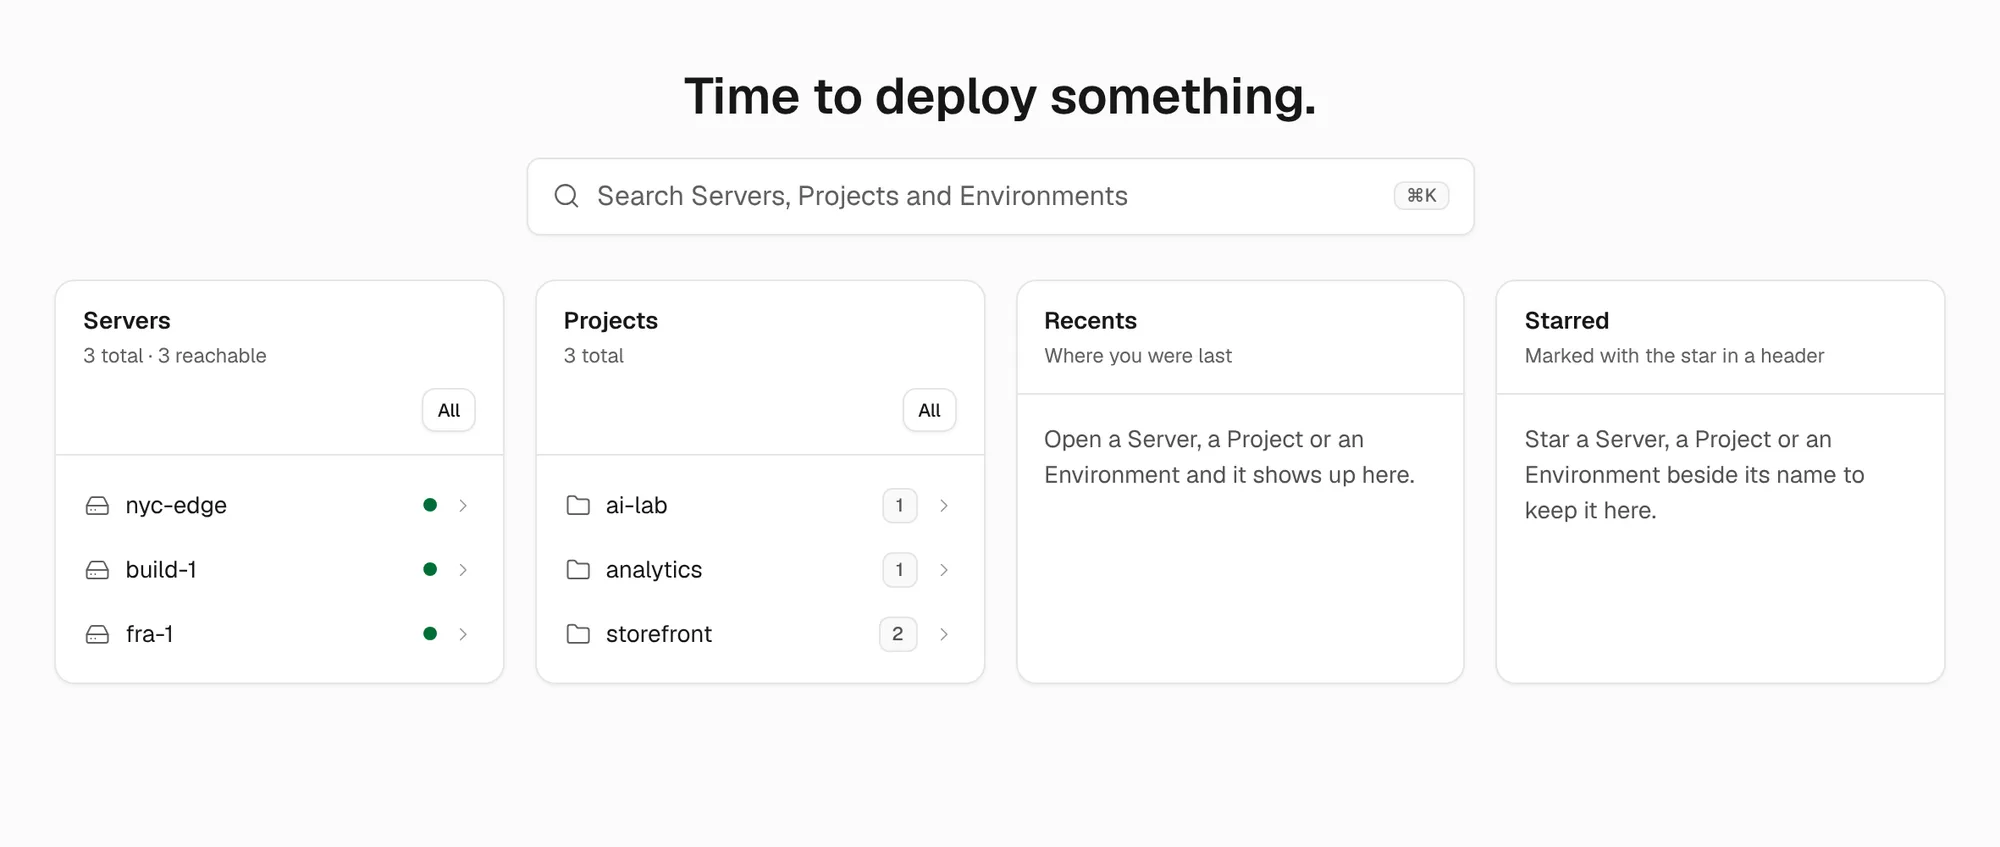 Time to deploy something.
Search Servers, Projects and Environments
⌘K
Servers
3 total · 3 reachable
All
nyc-edge
build-1
fra-1
Projects
3 total
All
ai-lab
1
analytics
1
storefront
2
Recents
Where you were last
Open a Server, a Project or an
Environment and it shows up here.
Starred
Marked with the star in a header
Star a Server, a Project or an
Environment beside its name to
keep it here.